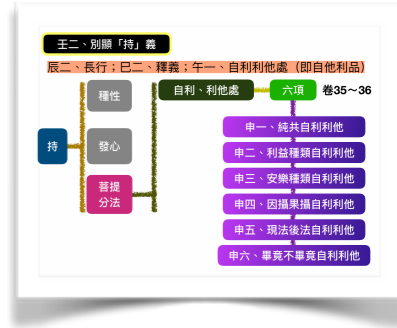 壬二、別顯「持」義
辰二、長行；巳二、釋義；午一、自利利他處（即自他利品）
持
種性
發心
菩提
分法
自利、利他處
六項
卷35～36
申一、純共自利利他
申二、利益種類自利利他
申三、安樂種類自利利他
申四、因攝果攝自利利他
申五、現法後法自利利他
申六、畢竟不畢竟自利利他